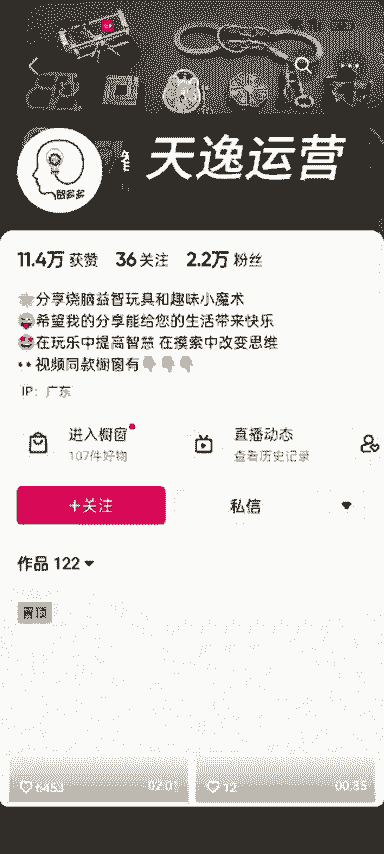 天逸运营
11.4万 获赞 36 关注 2.2万 粉丝
分享烧脑益智玩具和趣味小魔术
😜希望我的分享能给您的生活带来快乐
🤩在玩乐中提高智慧 在摸索中改变思维
👀视频同款橱窗有👇👇👇
IP：广东
进入橱窗 直播动态
107件好物 查看历史记录
+关注 私信
作品 122
置顶
6453 02:01 12 00:35